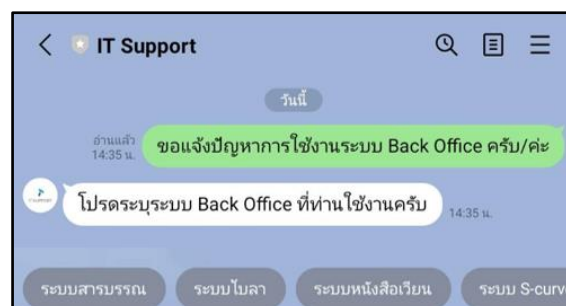 IT Support
วันนี้
อ่านแล้ว
14:35 น.
ขอแจ้งปัญหาการใช้งานระบบ Back Office ครับ/ค่ะ
โปรดระบุระบบ Back Office ที่ท่านใช้งานครับ
14:35 น.
ระบบสารบรรณ
ระบบใบลา
ระบบหนังสือเวียน
ระบบ S-curv